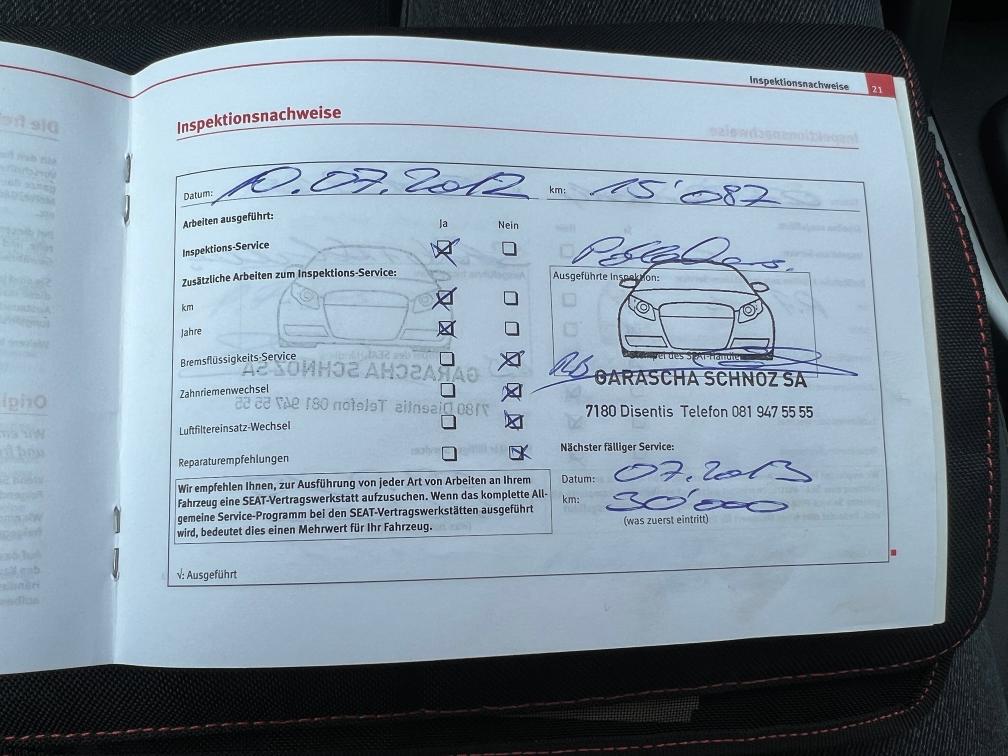 Inspektionsnachweise
21
Inspektionsnachweise
Datum: 10.07.2012 km: 15'087
Arbeiten ausgeführt:
Ja Nein
Inspektions-Service
Zusätzliche Arbeiten zum Inspektions-Service:
km
Jahre
Bremsflüssigkeits-Service
Zahnriemenwechsel
Luftfiltereinsatz-Wechsel
Reparaturempfehlungen
Wir empfehlen Ihnen, zur Ausführung von jeder Art von Arbeiten an Ihrem
Fahrzeug eine SEAT-Vertragswerkstatt aufzusuchen. Wenn das komplette All-
gemeine Service-Programm bei den SEAT-Vertragswerkstätten ausgeführt
wird, bedeutet dies einen Mehrwert für Ihr Fahrzeug.
√: Ausgeführt
Ausgeführte Inspektion:
Stempel des SEAT-Händlers
GARASCHA SCHNOZ SA
7180 Disentis Telefon 081 947 55 55
Nächster fälliger Service:
Datum: 07.2013
km: 30'000
(was zuerst eintritt)